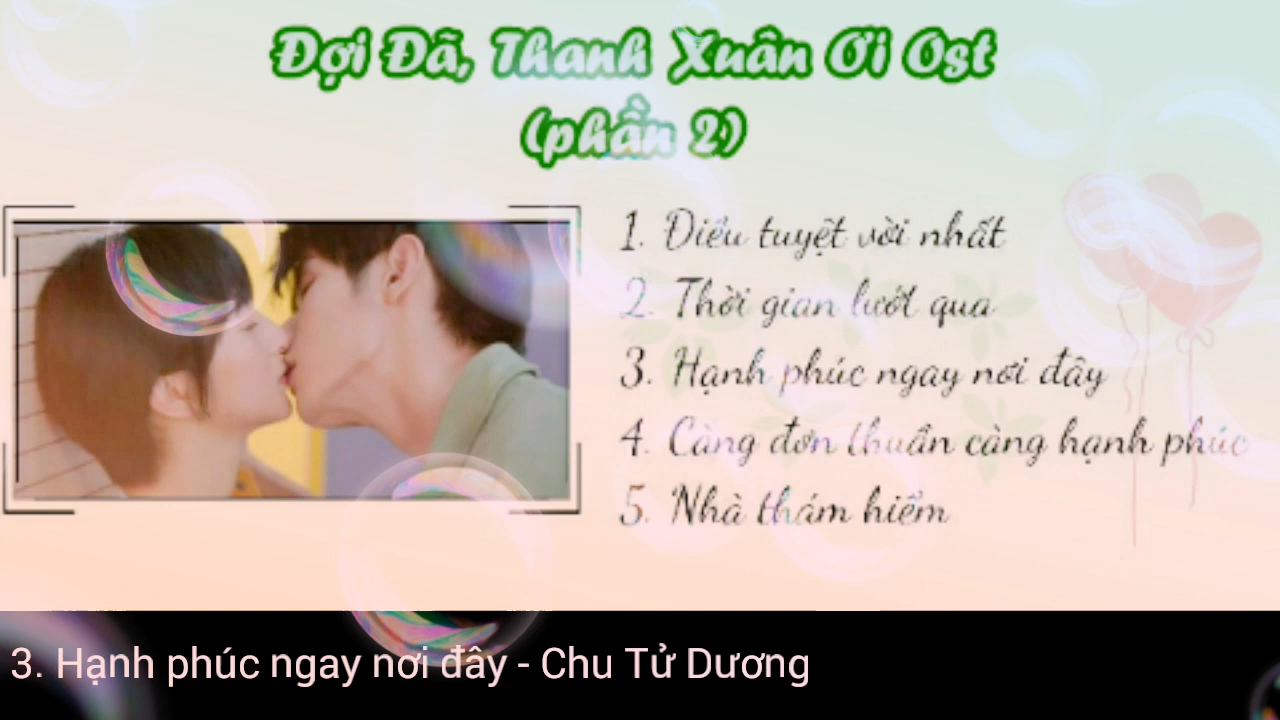 Đợi Đã, Thanh Xuân Ơi Ost
(phần 2)
1. Điều tuyệt vời nhất
2. Thời gian lướt qua
3. Hạnh phúc ngay nơi đây
4. Càng đơn thuần càng hạnh phúc
5. Nhà thám hiểm
3. Hạnh phúc ngay nơi đây - Chu Tử Dương